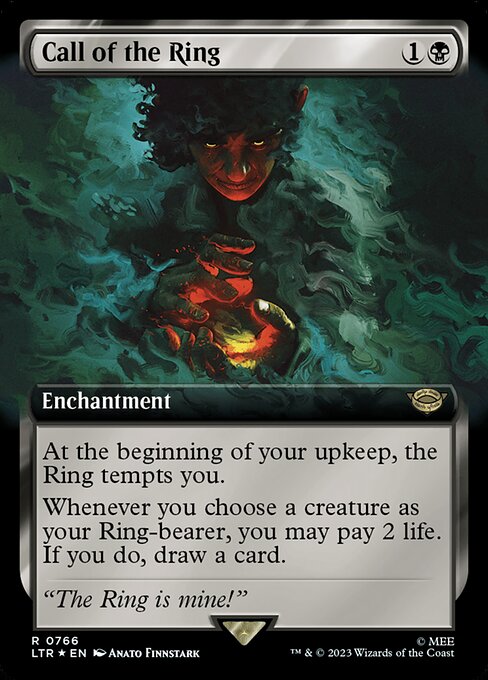 Call of the Ring 1
Enchantment
At the beginning of your upkeep, the
Ring tempts you.
Whenever you choose a creature as
your Ring-bearer, you may pay 2 life.
If you do, draw a card.
“The Ring is mine!”
R 0766
LTR ★ EN Anato Finnstark
© MEE
™ & © 2023 Wizards of the Coast